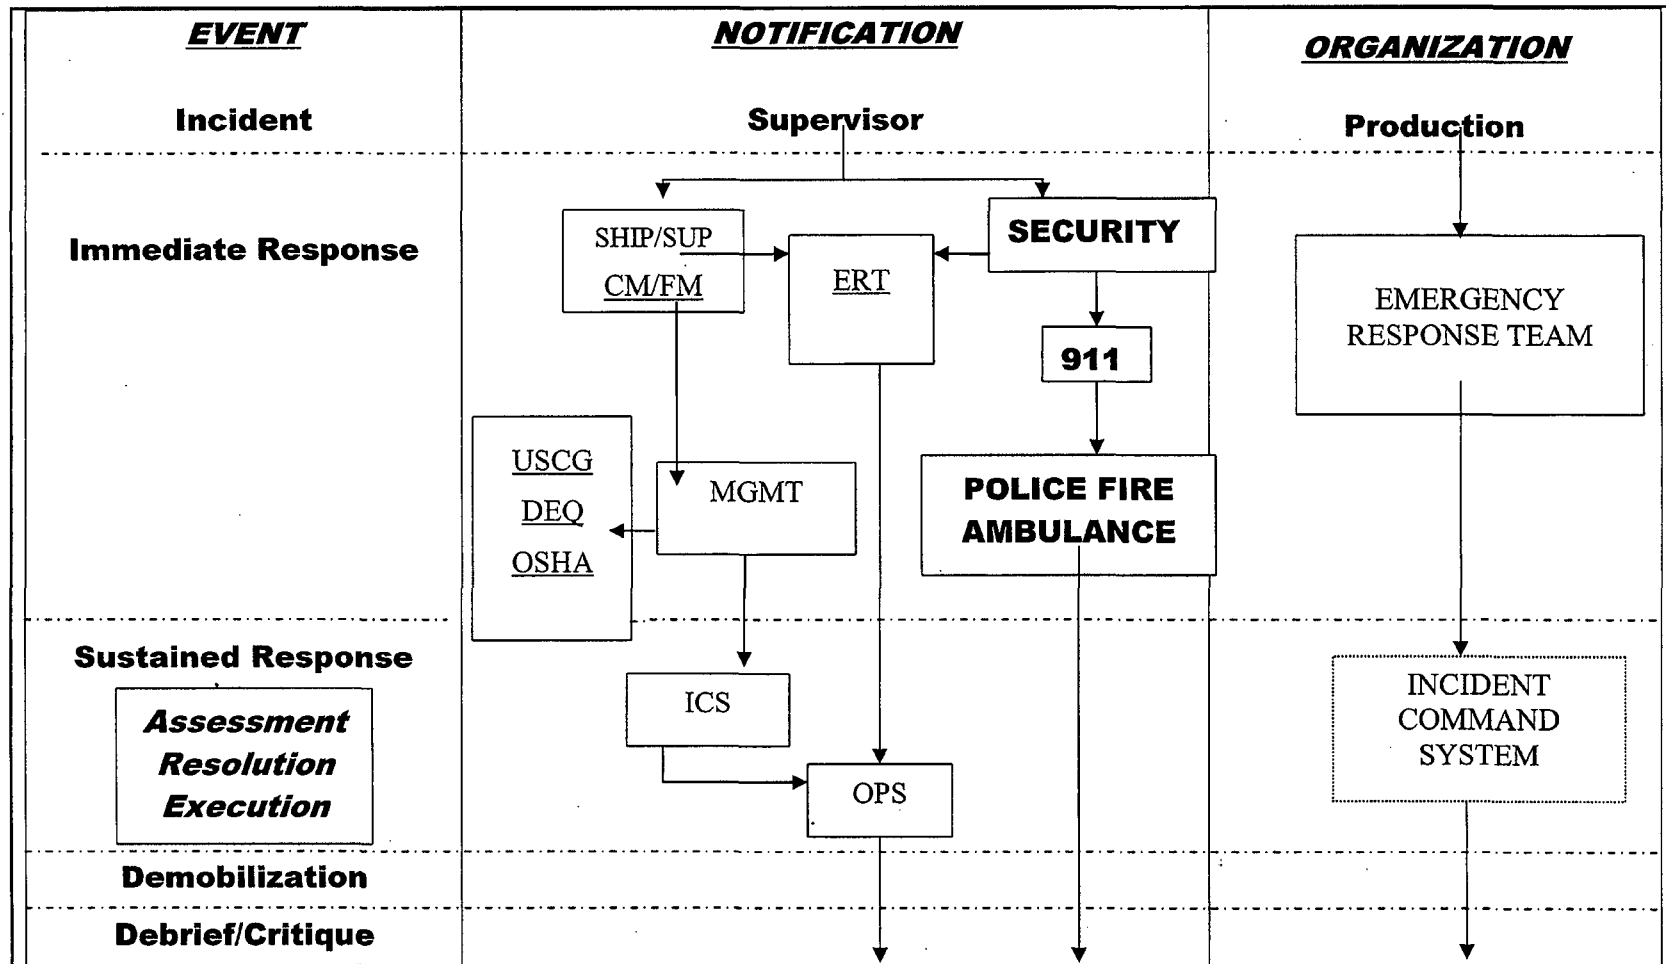 EVENT
NOTIFICATION
ORGANIZATION
Incident
Supervisor
Production
Immediate Response
SHIP/SUP
CM/FM
ERT
SECURITY
911
EMERGENCY
RESPONSE TEAM
USCG
DEQ
OSHA
MGMT
POLICE FIRE
AMBULANCE
Sustained Response
Assessment
Resolution
Execution
ICS
OPS
INCIDENT
COMMAND
SYSTEM
Demobilization
Debrief/Critique